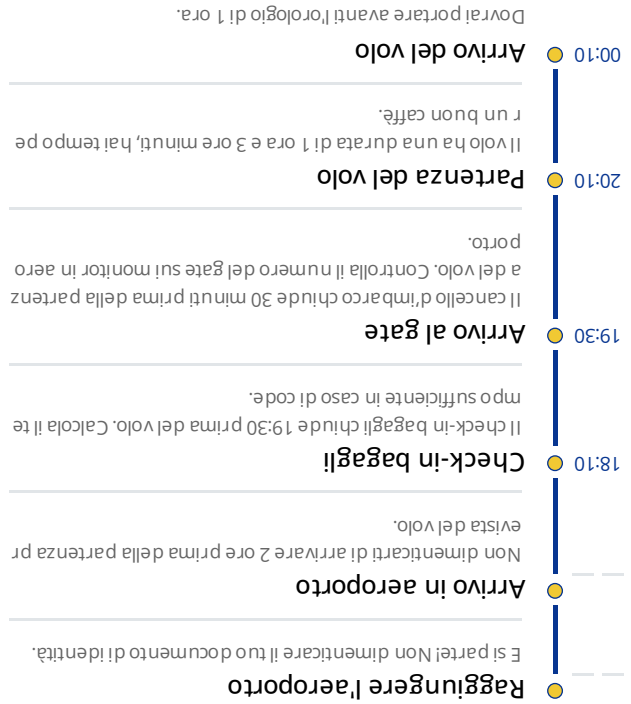 Raggiungere l'aeroporto
E si parte! Non dimenticare il tuo documento di identità.
Arrivo in aeroporto
Non dimenticarti di arrivare 2 ore prima della partenza pr
evista del volo.
18:10
Check-in bagagli
Il check-in bagagli chiude 19:30 prima del volo. Calcola il te
mpo sufficiente in caso di code.
19:30
Arrivo al gate
Il cancello d'imbarco chiude 30 minuti prima della partenz
a del volo. Controlla il numero del gate sui monitor in aero
porto.
20:10
Partenza del volo
Il volo ha una durata di 1 ora e 3 ore minuti, hai tempo pe
r un buon caffè.
00:10
Arrivo del volo
Dovrai portare avanti l'orologio di 1 ora.